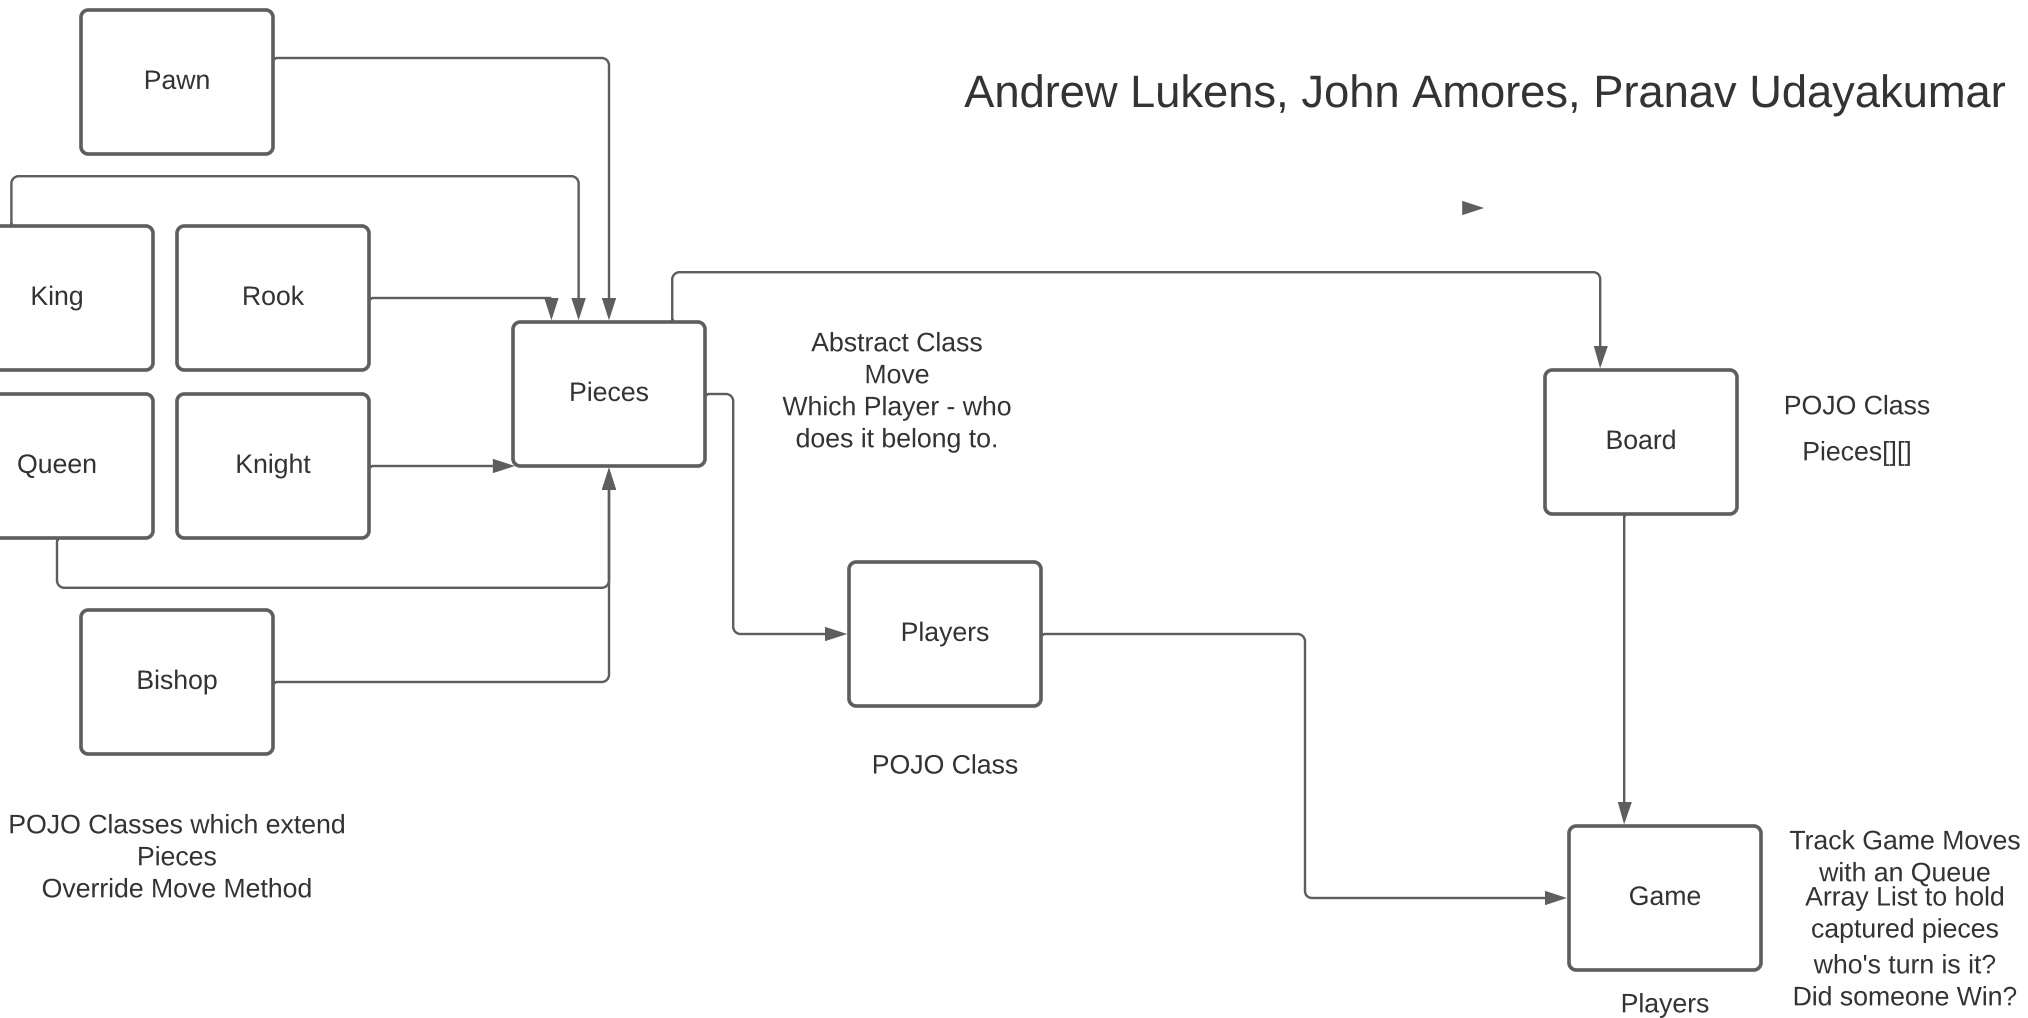 Pawn
Andrew Lukens, John Amores, Pranav Udayakumar
King
Rook
Pieces
Abstract Class
Move
Which Player - who
does it belong to.
Queen
Knight
Board
POJO Class
Pieces[][]
Players
POJO Class
Bishop
POJO Classes which extend
Pieces
Override Move Method
Game
Track Game Moves
with an Queue
Array List to hold
captured pieces
who's turn is it?
Did someone Win?
Players